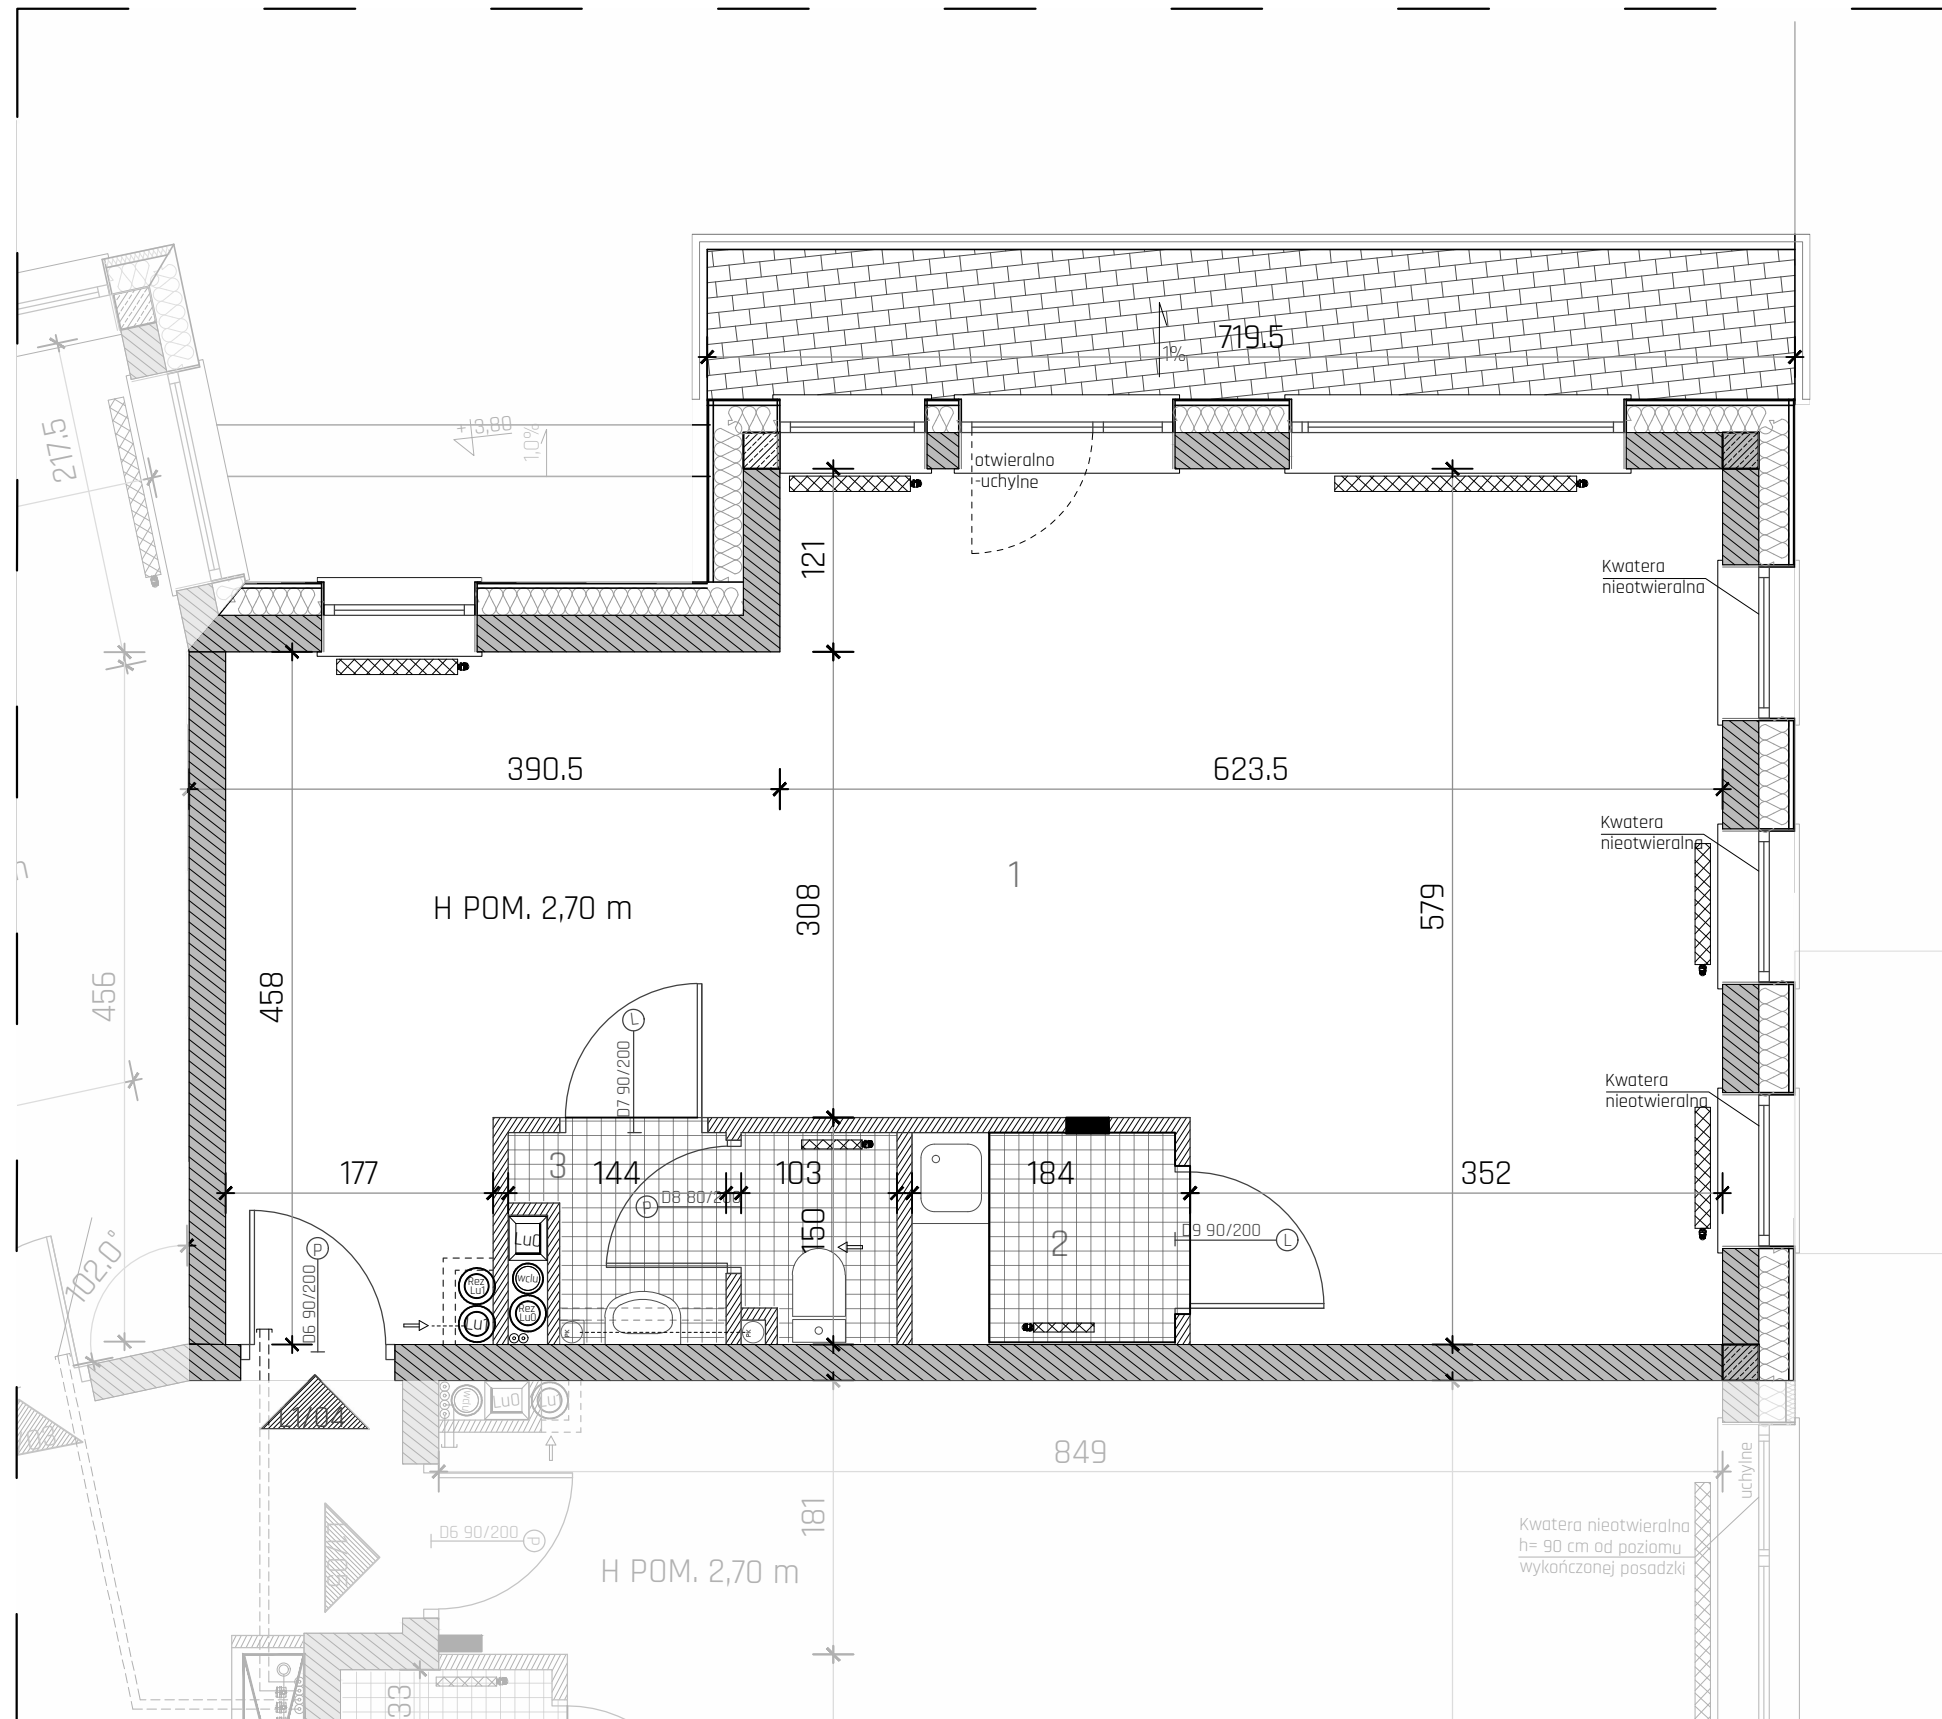 719.5
1%
+3,80
1,0%
217.5
otwieralno
-uchylne
121
Kwatera
nieotwieralna
390.5
623.5
Kwatera
nieotwieralna
1
H POM. 2,70 m
308
579
458
456
D7 90/200
L
Kwatera
nieotwieralna
177
3
144
103
184
352
D8 80/200
P
150
2
D9 90/200
L
Lu0
wclu
Rez
Lu1
Rez
Lu0
Lu1
P
D6 90/200
102.0°
L1/04
03
Lu0
849
uchylne
181
D6 90/200
P
H POM. 2,70 m
Kwatera nieotwieralna
h= 90 cm od poziomu
wykończonej posadzki
33